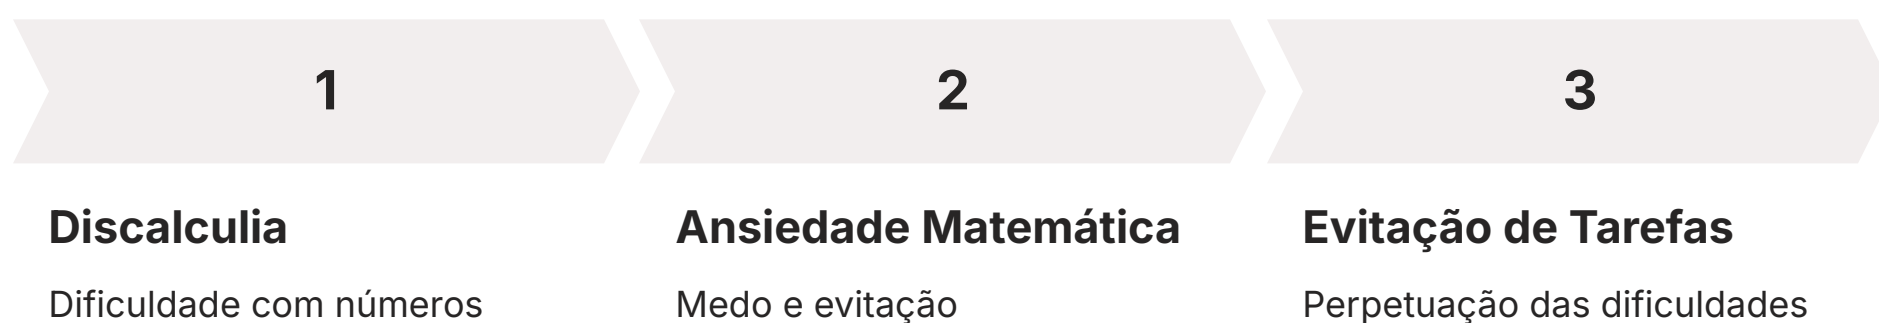 1
2
3
Discalculia
Ansiedade Matemática
Evitação de Tarefas
Dificuldade com números
Medo e evitação
Perpetuação das dificuldades